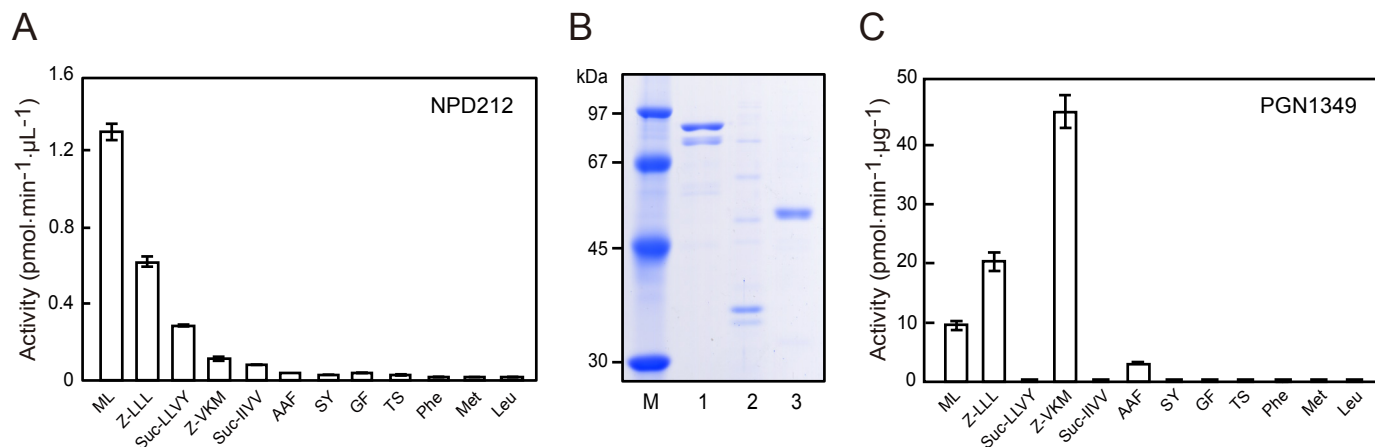 A
Activity (pmol·min⁻¹·µL⁻¹)
1.6
1.2
0.8
0.4
0
NPD212
ML
Z-LLL
Suc-LLVY
Z-VKM
Suc-IIVV
AAF
SY
GF
TS
Phe
Met
Leu
B
kDa
97
67
45
30
M 1 2 3
C
Activity (pmol·min⁻¹·µg⁻¹)
50
40
30
20
10
0
PGN1349
ML
Z-LLL
Suc-LLVY
Z-VKM
Suc-IIVV
AAF
SY
GF
TS
Phe
Met
Leu